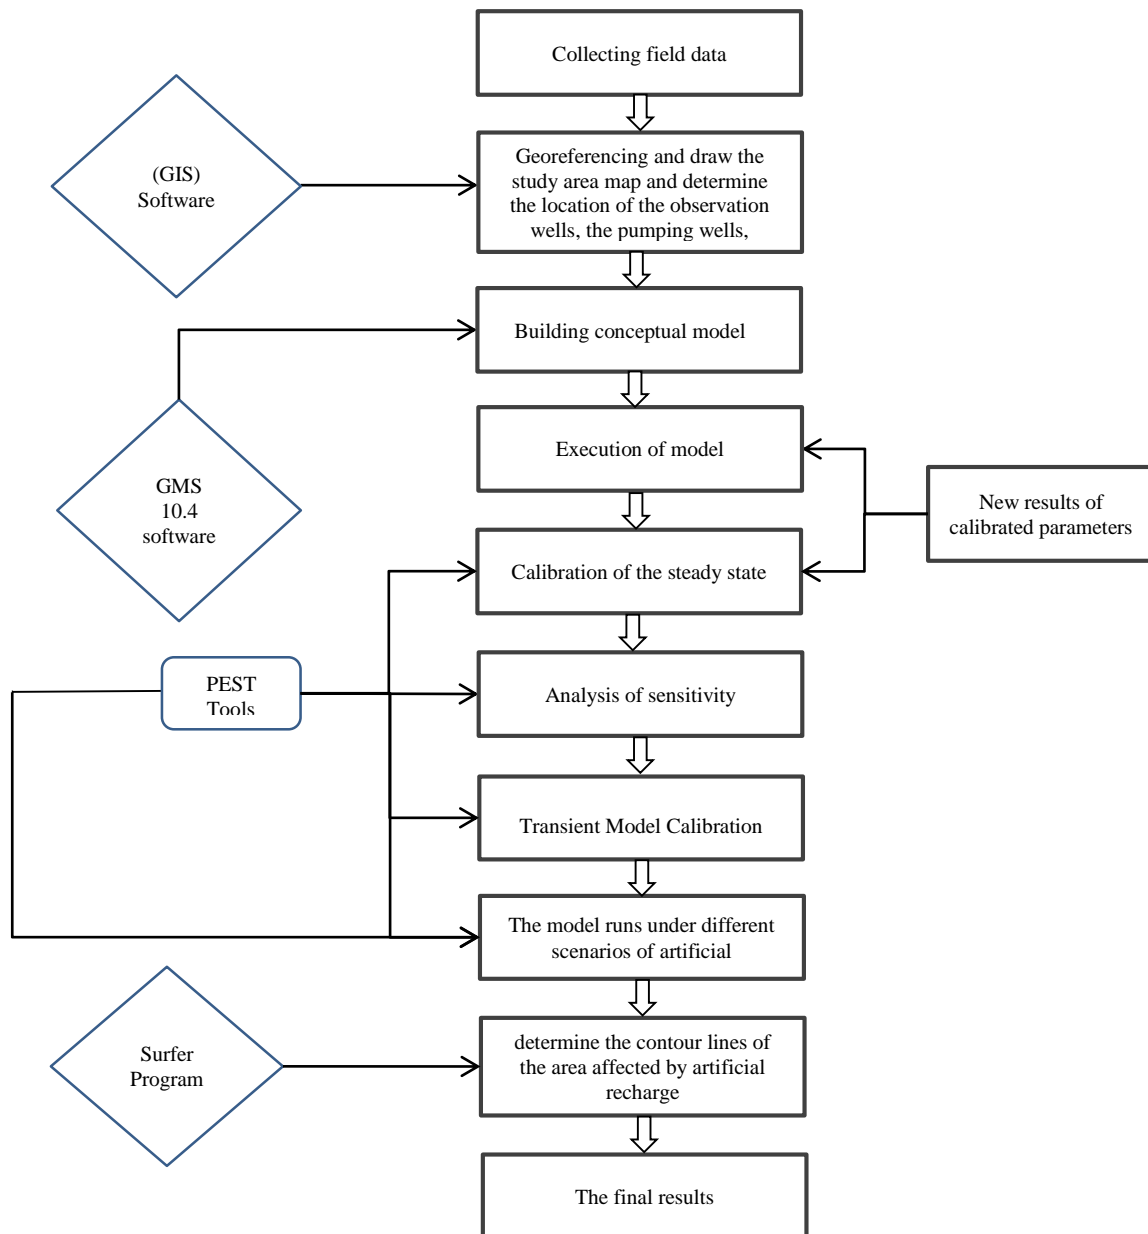 Collecting field data
(GIS)
Software
Georeferencing and draw the
study area map and determine
the location of the observation
wells, the pumping wells,
Building conceptual model
Execution of model
GMS
10.4
software
New results of
calibrated parameters
Calibration of the steady state
PEST
Tools
Analysis of sensitivity
Transient Model Calibration
The model runs under different
scenarios of artificial
Surfer
Program
determine the contour lines of
the area affected by artificial
recharge
The final results